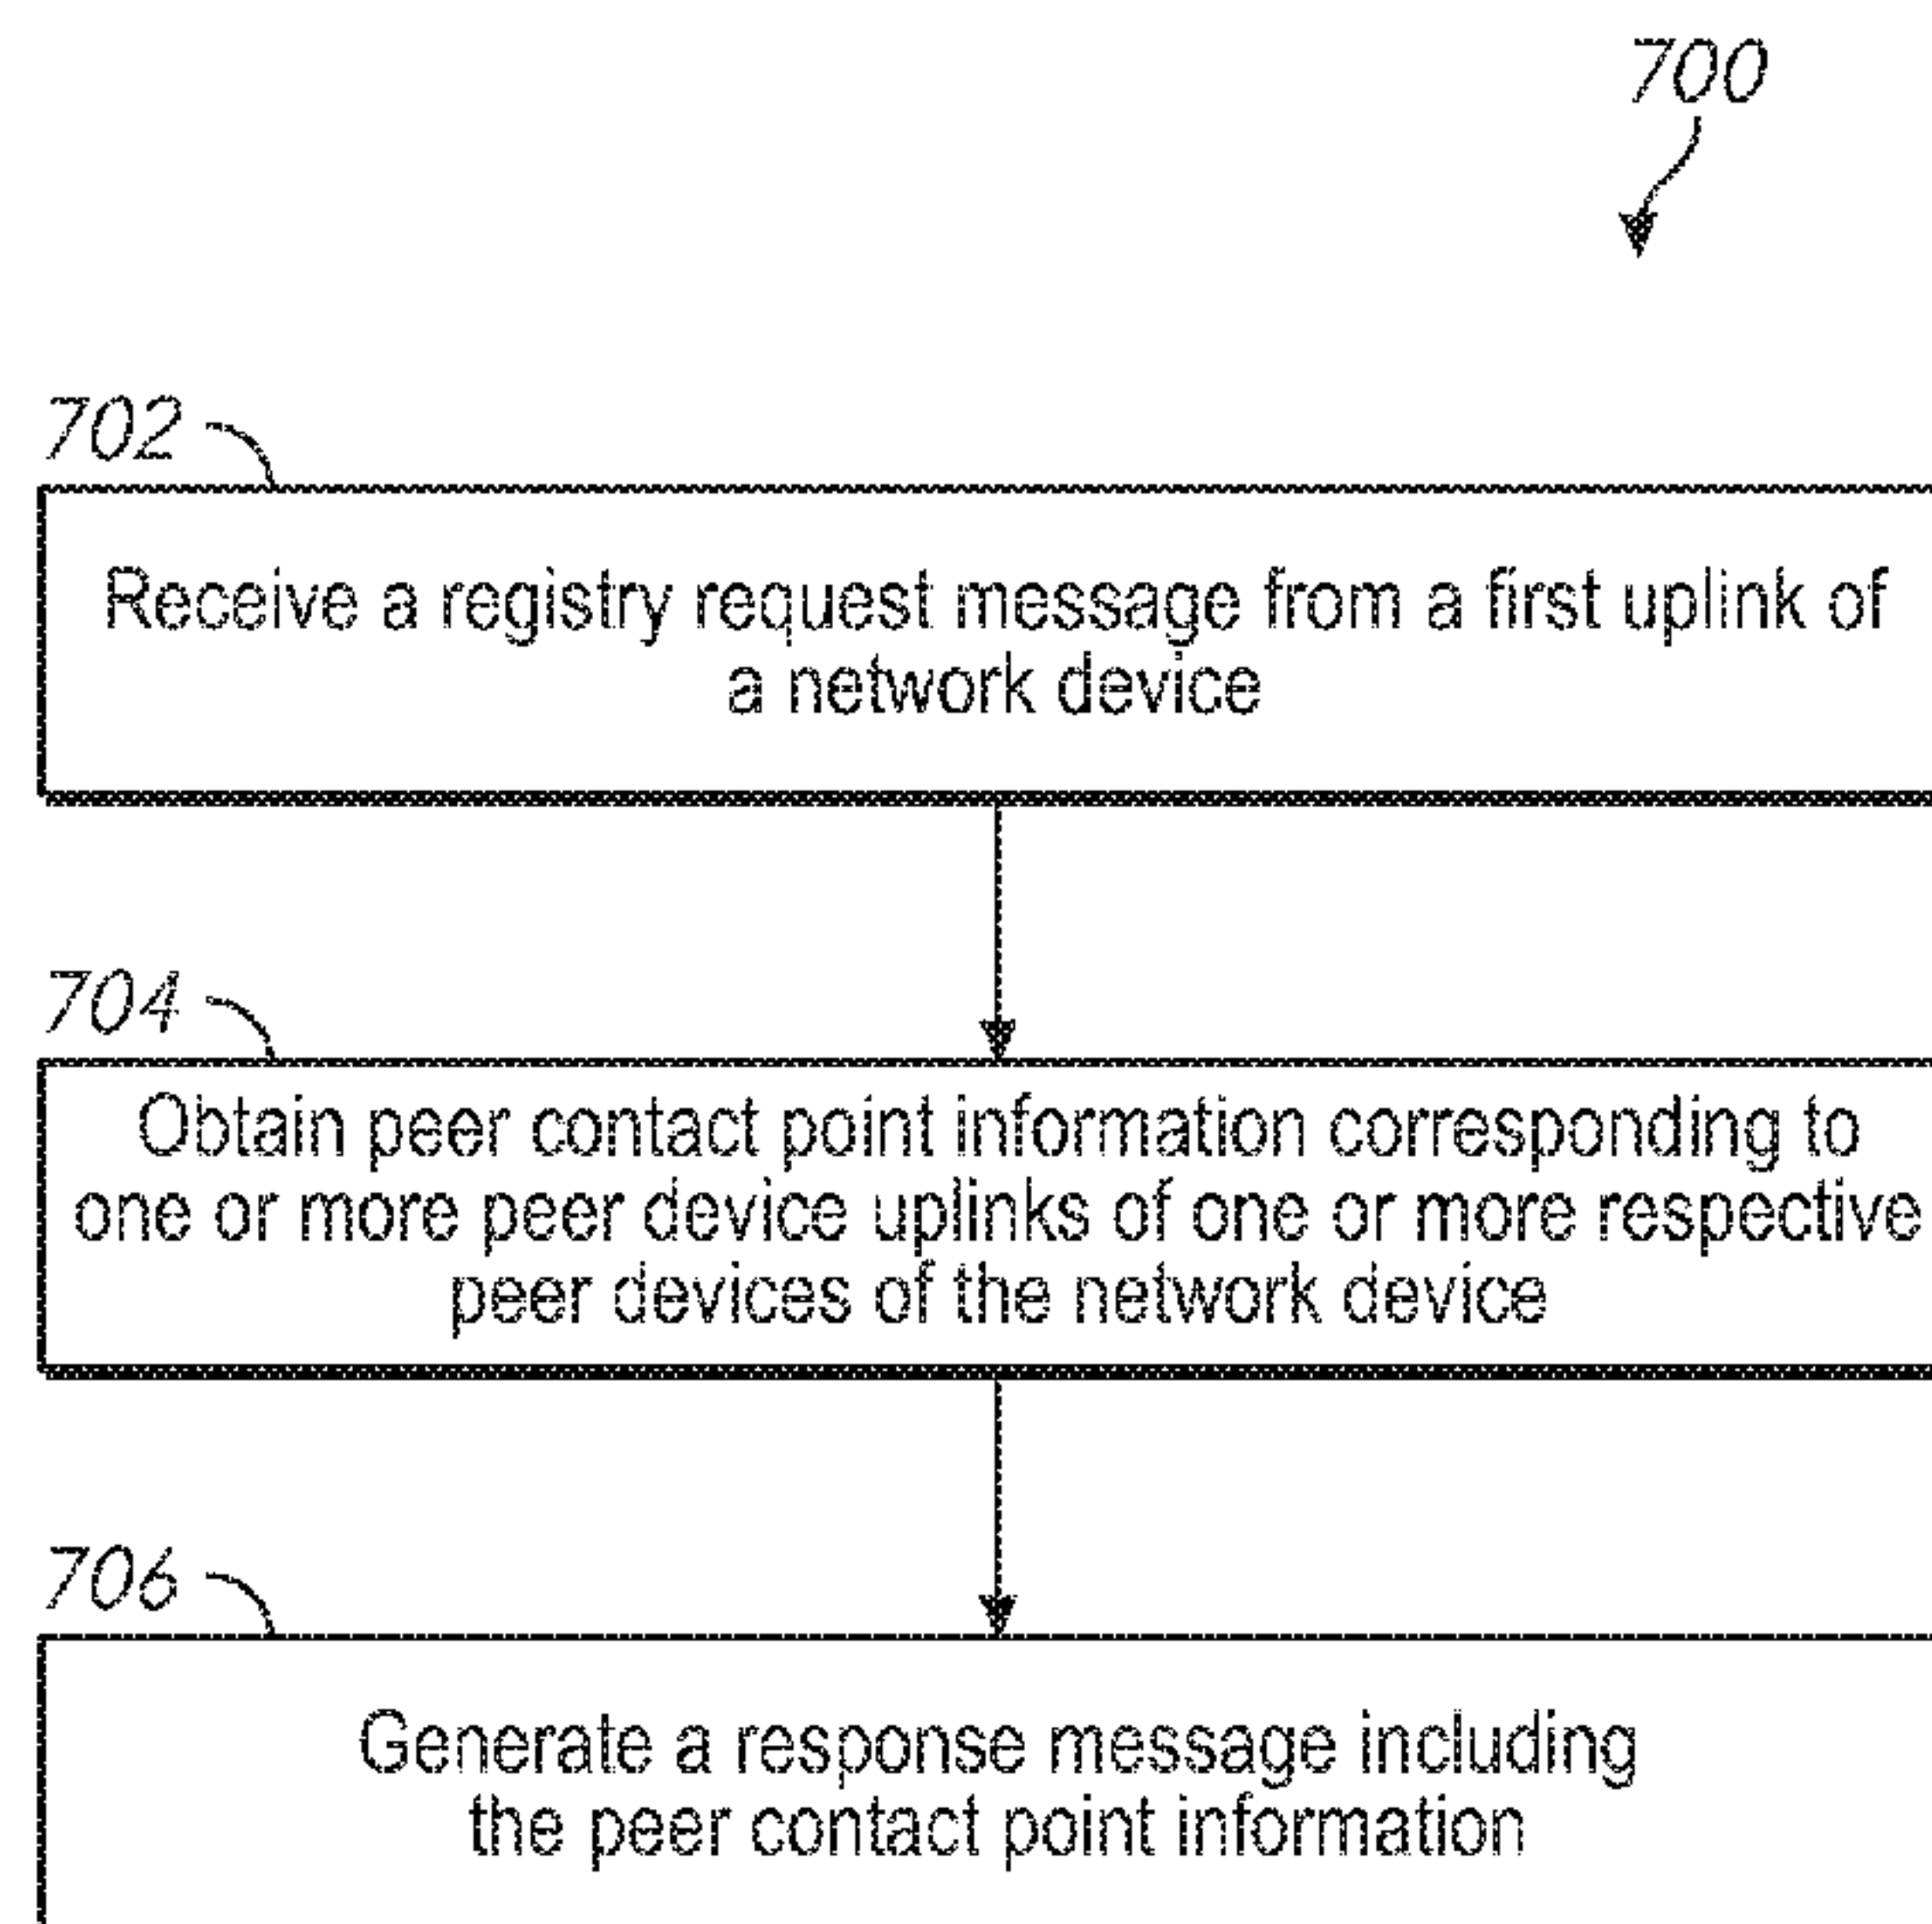 700
702
Receive a registry request message from a first uplink of
a network device
704
Obtain peer contact point information corresponding to
one or more peer device uplinks of one or more respective
peer devices of the network device
706
Generate a response message including
the peer contact point information